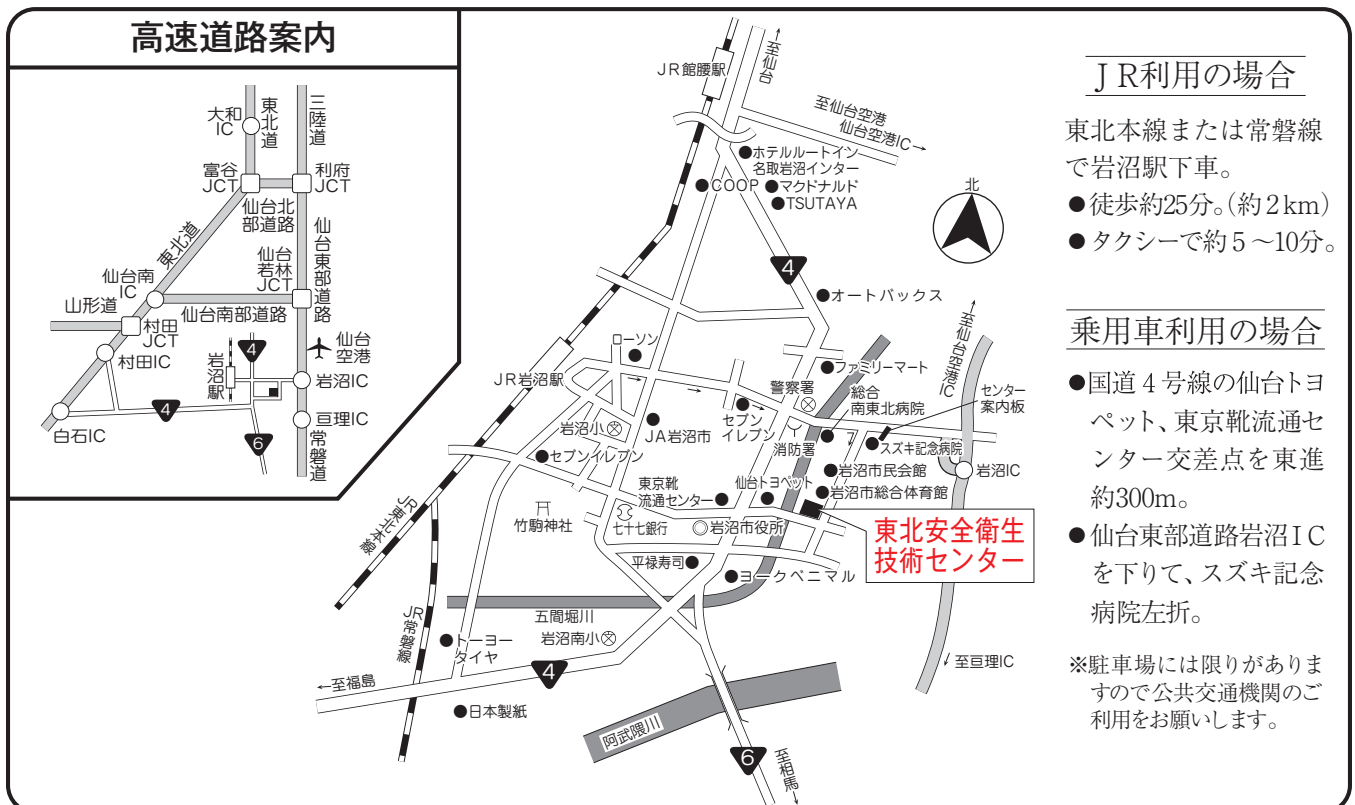 高速道路案内
大和
IC
東北道
三陸道
富谷
JCT
利府
JCT
仙台北
部道路
東北道
仙台東部道路
仙台
若林
JCT
仙台南
IC
山形道
仙台南部道路
村田
JCT
村田IC
4
岩沼駅
仙台
空港
岩沼IC
4
6
亘理IC
白石IC
常磐道
JR館腰駅
↑至仙台
至仙台空港
仙台空港IC→
ホテルルートイン
名取岩沼インター
COOP
マクドナルド
TSUTAYA
北
4
オートバックス
↑至仙台空港IC
ローソン
JR岩沼駅
ファミリーマート
警察署
総合
南東北病院
センター
案内板
セブン
イレブン
消防署
スズキ記念病院
岩沼小
JA岩沼市
セブンイレブン
岩沼市民会館
岩沼IC
東京靴
流通センター
仙台トヨペット
岩沼市総合体育館
竹駒神社
七十七銀行
岩沼市役所
東北安全衛生
技術センター
JR東北本線
平禄寿司
ヨークベニマル
JR常磐線
五間堀川
岩沼南小
トーヨー
タイヤ
↓至亘理IC
←至福島
4
日本製紙
阿武隈川
6
至相馬→
JR利用の場合
東北本線または常磐線
で岩沼駅下車。
●徒歩約25分。(約2km)
●タクシーで約5～10分。
乗用車利用の場合
●国道4号線の仙台トヨ
ペット、東京靴流通セ
ンター交差点を東進
約300m。
●仙台東部道路岩沼IC
を下りて、スズキ記念
病院左折。
※駐車場には限りがありま
すので公共交通機関のご
利用をお願いします。